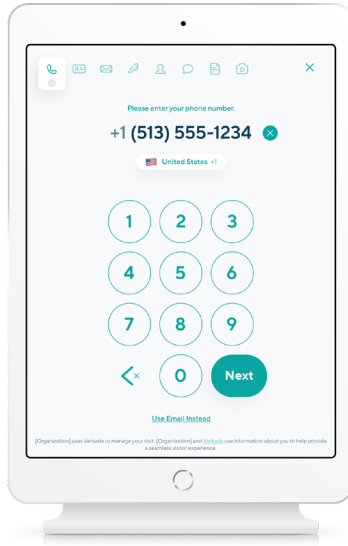 Please enter your phone number.
+1 (513) 555-1234
United States +1
1 2 3
4 5 6
7 8 9
0 Next
Use Email Instead
[Organization] uses Verkada to manage your visit. [Organization] and Verkada use information about you to help provide
a seamless visitor experience.